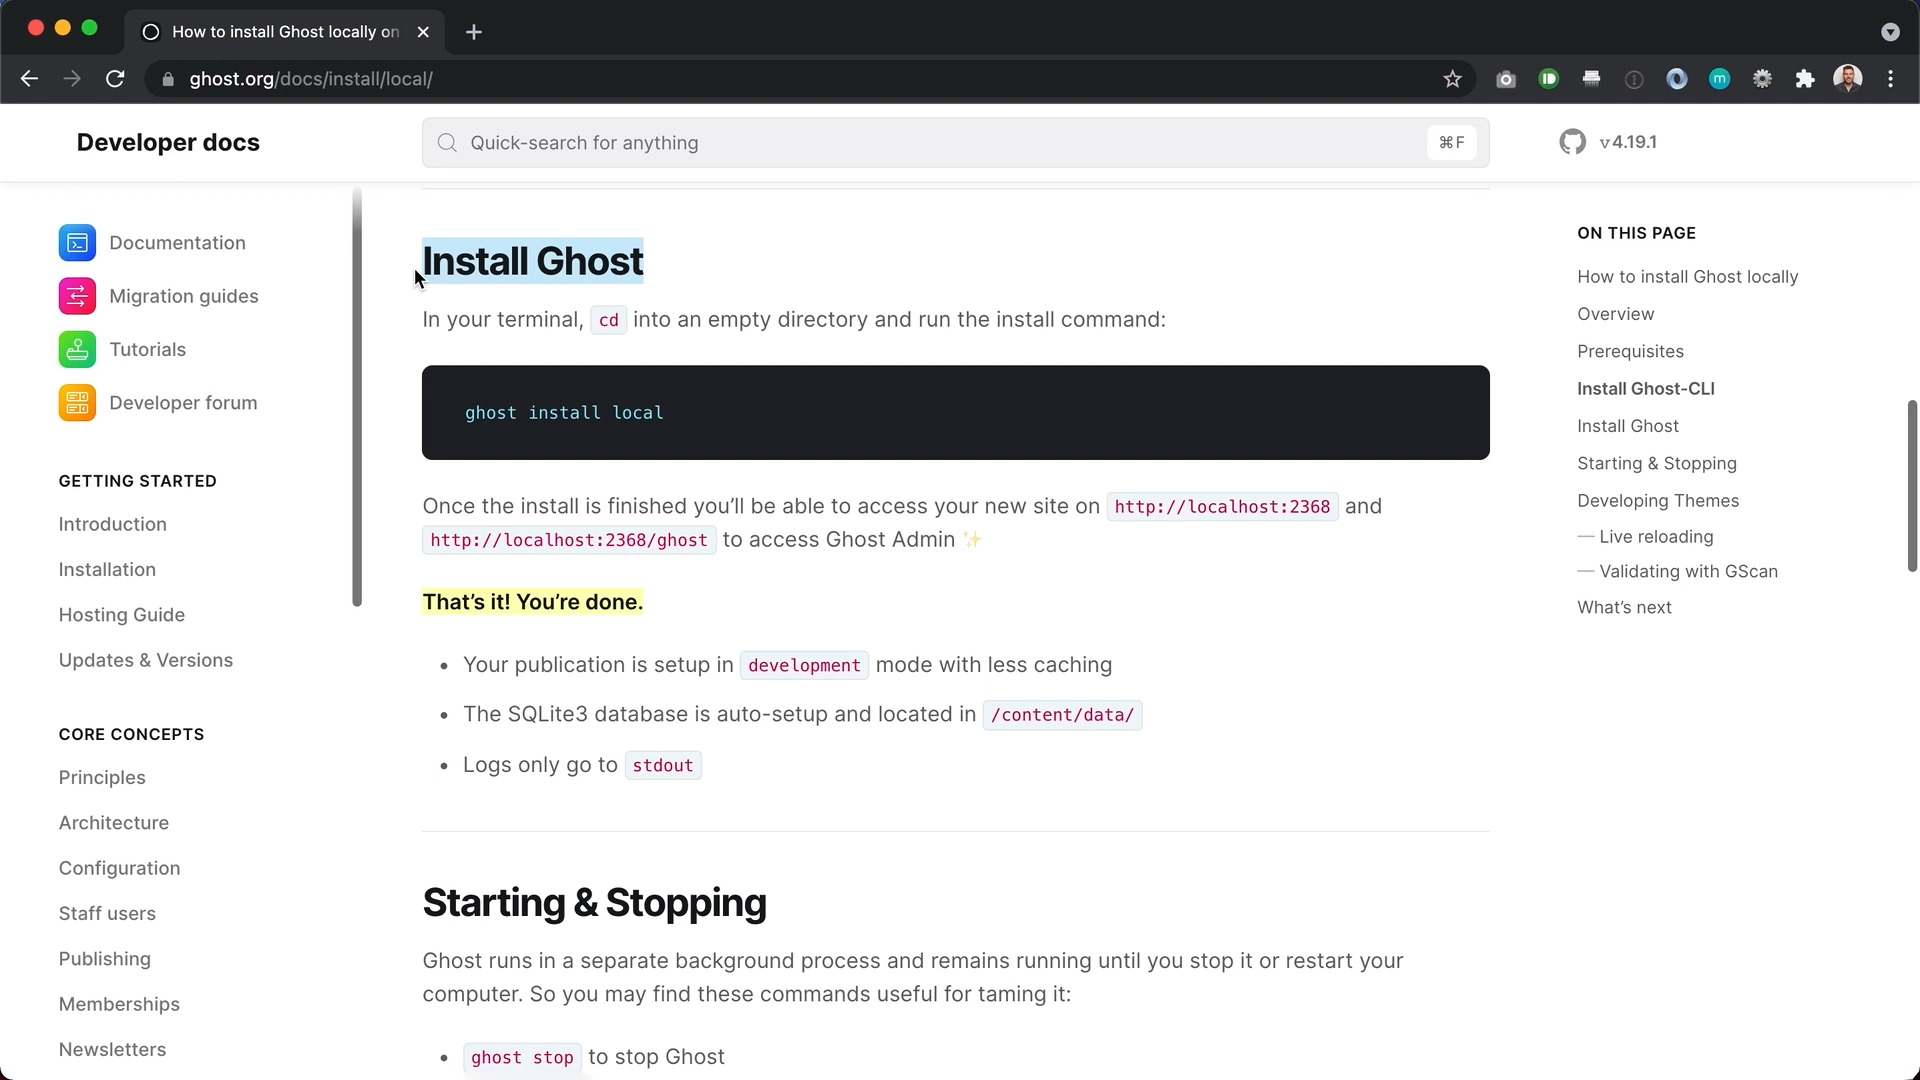 How to install Ghost locally on
ghost.org/docs/install/local/
m
Developer docs
Quick-search for anything
⌘F
v4.19.1
Documentation
Migration guides
Tutorials
Developer forum
GETTING STARTED
Introduction
Installation
Hosting Guide
Updates & Versions
CORE CONCEPTS
Principles
Architecture
Configuration
Staff users
Publishing
Memberships
Newsletters
Install Ghost
In your terminal, cd into an empty directory and run the install command:
ghost install local
Once the install is finished you’ll be able to access your new site on http://localhost:2368 and
http://localhost:2368/ghost to access Ghost Admin ✨
That’s it! You’re done.
• Your publication is setup in development mode with less caching
• The SQLite3 database is auto-setup and located in /content/data/
• Logs only go to stdout
Starting & Stopping
Ghost runs in a separate background process and remains running until you stop it or restart your
computer. So you may find these commands useful for taming it:
• ghost stop to stop Ghost
ON THIS PAGE
How to install Ghost locally
Overview
Prerequisites
Install Ghost-CLI
Install Ghost
Starting & Stopping
Developing Themes
— Live reloading
— Validating with GScan
What’s next